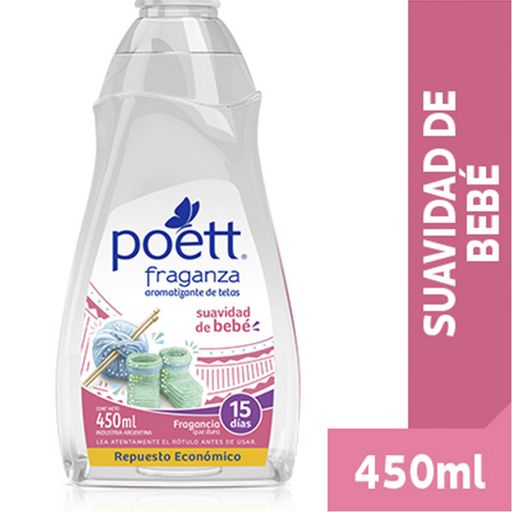 poett®
fraganza
aromatizante de telas
suavidad
de bebé
CONT. NETO
450ml
INDUSTRIA ARGENTINA
Fragancia
que dura
15
días
LEA ATENTAMENTE EL RÓTULO ANTES DE USAR.
Repuesto Económico
SUAVIDAD DE
BEBÉ
450ml